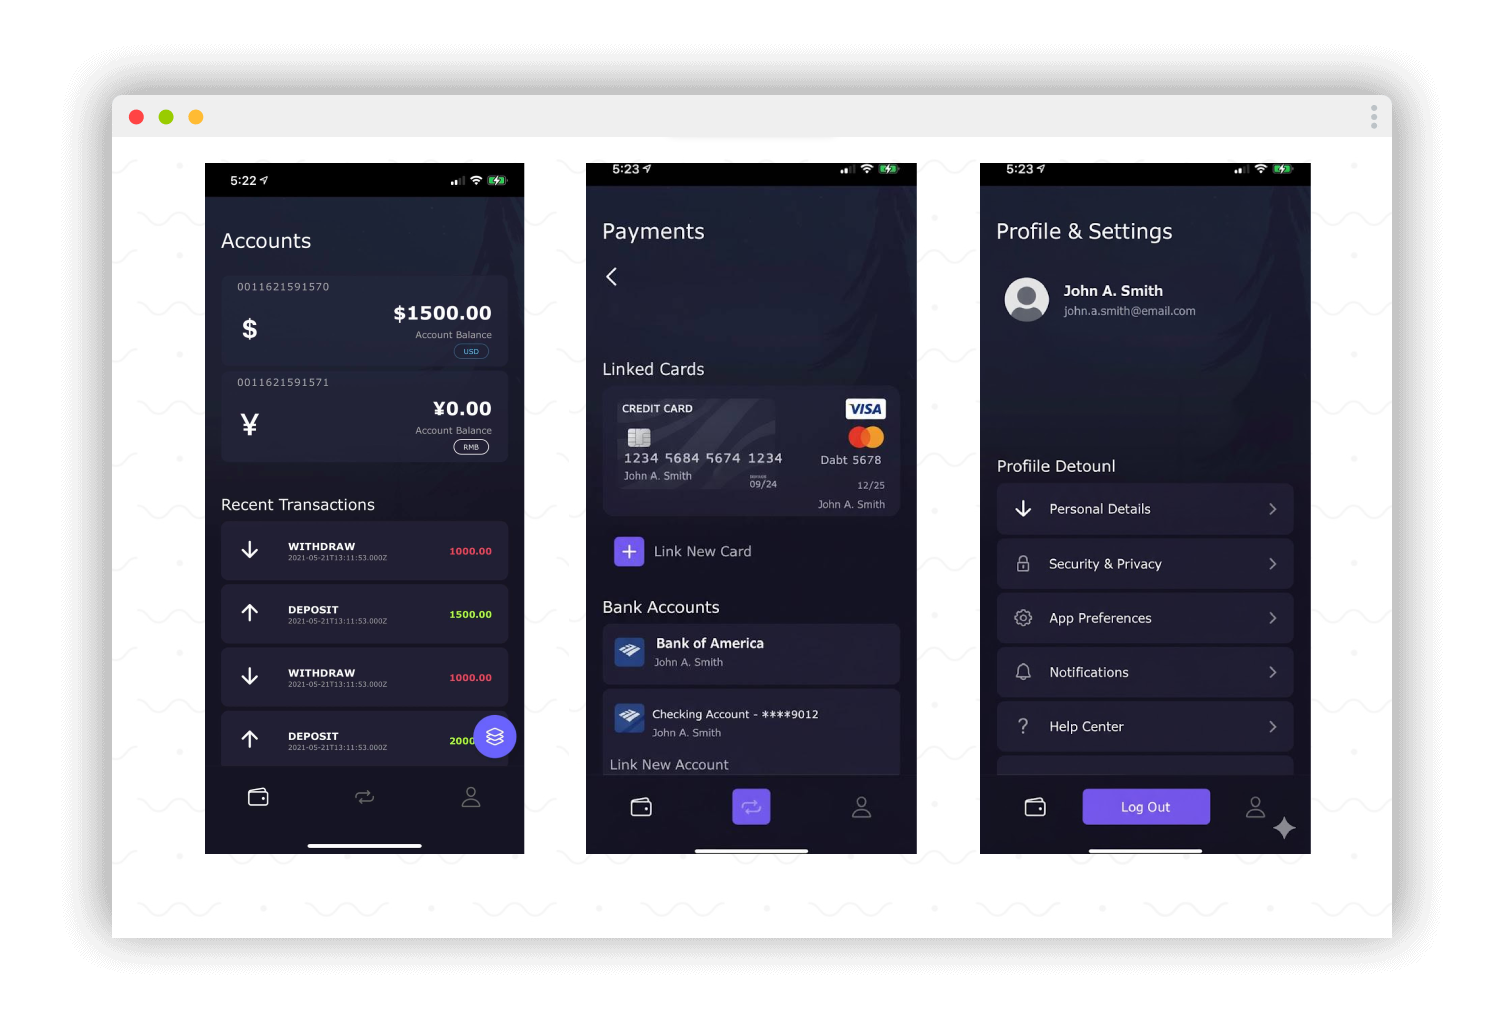 5:22
Accounts
0011621591570
$
$1500.00
Account Balance
USD
0011621591571
¥
¥0.00
Account Balance
RMB
Recent Transactions
WITHDRAW
2021-05-21T13:11:53.000Z
1000.00
DEPOSIT
2021-05-21T13:11:53.000Z
1500.00
WITHDRAW
2021-05-21T13:11:53.000Z
1000.00
DEPOSIT
2021-05-21T13:11:53.000Z
5:23
Payments
Linked Cards
CREDIT CARD
1234 5684 5674 1234
John A. Smith
09/24
VISA
Dabt 5678
12/25
John A. Smith
Link New Card
Bank Accounts
Bank of America
John A. Smith
Checking Account - ****9012
John A. Smith
Link New Account
5:23
Profile & Settings
John A. Smith
john.a.smith@email.com
Profiile Detounl
Personal Details
Security & Privacy
App Preferences
Notifications
? Help Center
Log Out